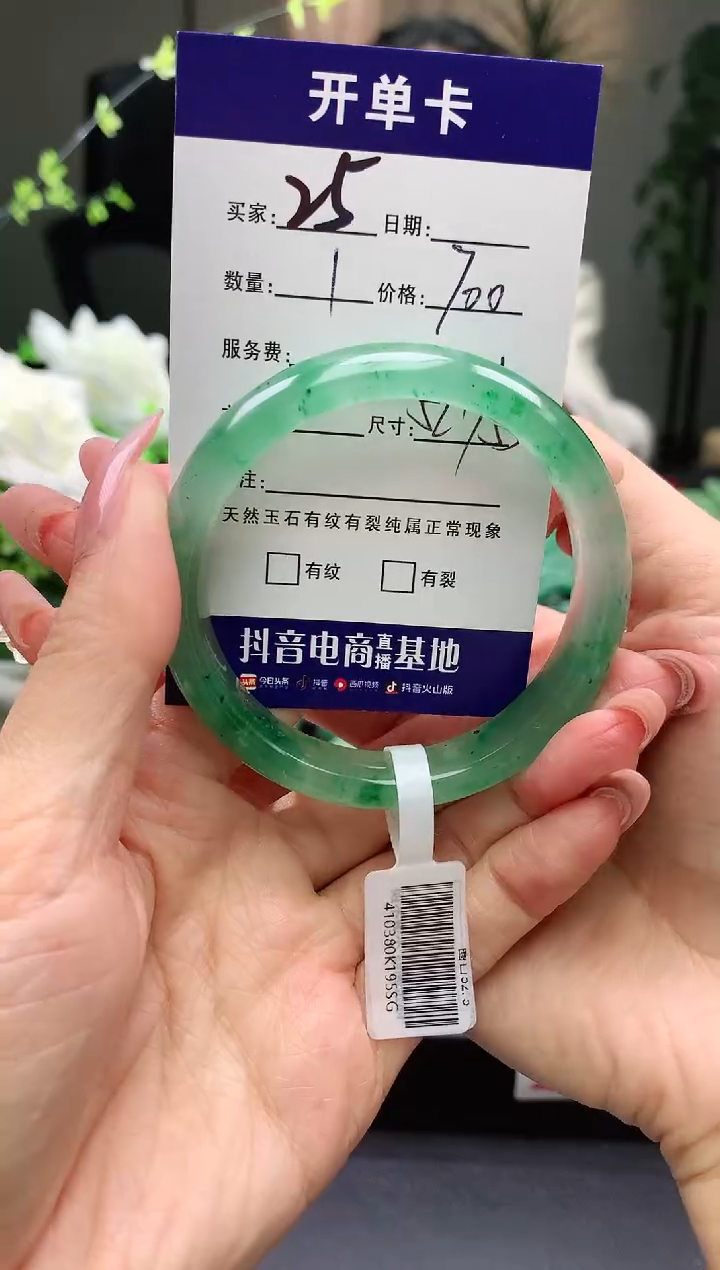 开单卡
买家: 25 日期:
数量: 1 价格: 700
服务费:
尺寸:
注:
天然玉石有纹有裂纯属正常现象
有纹 有裂
抖音电商直播基地
今日头条 抖音 西瓜视频 抖音火山版
410380K195SG